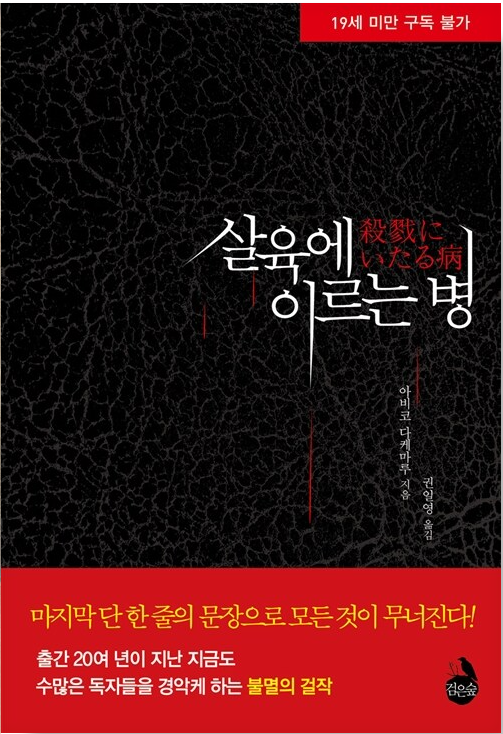 19세 미만 구독 불가
살육에
이르는 병
殺戮に
いたる病
아비코 다케마루 지음
권일영 옮김
마지막 단 한 줄의 문장으로 모든 것이 무너진다!
출간 20여 년이 지난 지금도
수많은 독자들을 경악케 하는 불멸의 걸작
검은숲